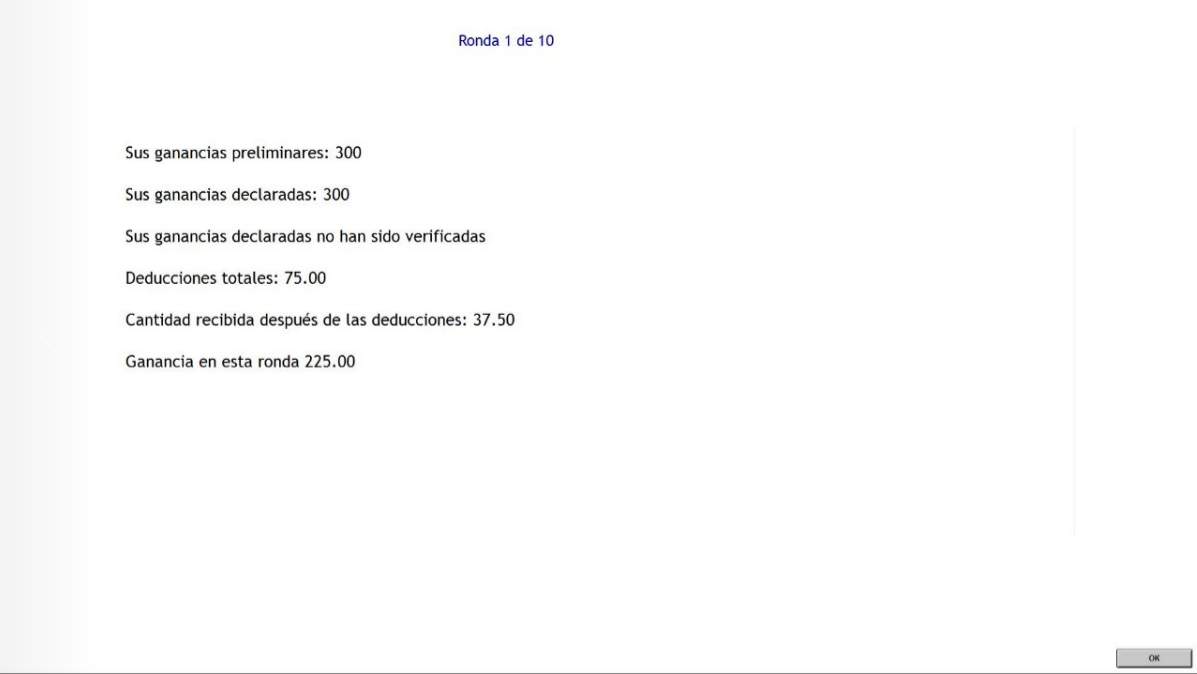 Ronda 1 de 10
Sus ganancias preliminares: 300
Sus ganancias declaradas: 300
Sus ganancias declaradas no han sido verificadas
Deducciones totales: 75.00
Cantidad recibida después de las deducciones: 37.50
Ganancia en esta ronda 225.00
OK